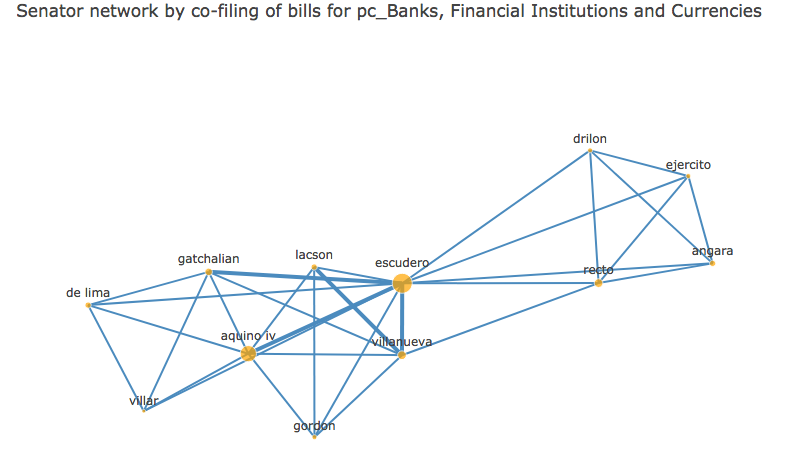 Senator network by co-filing of bills for pc_Banks, Financial Institutions and Currencies
drilon
ejercito
angara
lacson
gatchalian
escudero
recto
de lima
aquino iv
villanueva
villar
gordon